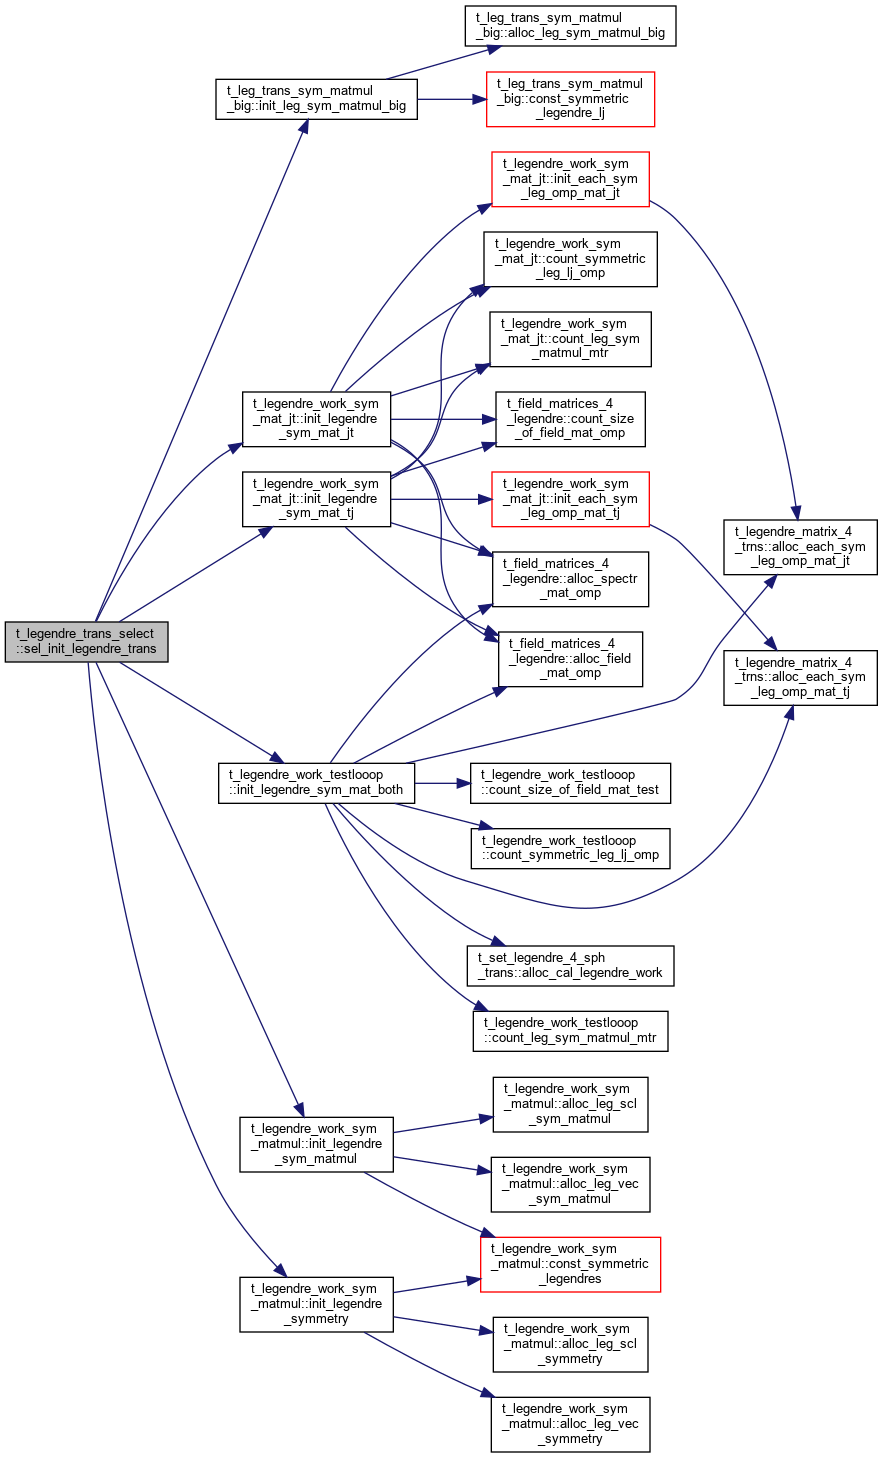 t_leg_trans_sym_matmul
_big::alloc_leg_sym_matmul_big
t_leg_trans_sym_matmul
_big::init_leg_sym_matmul_big
t_leg_trans_sym_matmul
_big::const_symmetric
_legendre_lj
t_legendre_work_sym
_mat_jt::init_each_sym
_leg_omp_mat_jt
t_legendre_work_sym
_mat_jt::count_symmetric
_leg_lj_omp
t_legendre_work_sym
_mat_jt::count_leg_sym
_matmul_mtr
t_legendre_work_sym
_mat_jt::init_legendre
_sym_mat_jt
t_field_matrices_4
_legendre::count_size
_of_field_mat_omp
t_legendre_work_sym
_mat_jt::init_legendre
_sym_mat_tj
t_legendre_work_sym
_mat_jt::init_each_sym
_leg_omp_mat_tj
t_legendre_matrix_4
_trns::alloc_each_sym
_leg_omp_mat_jt
t_field_matrices_4
_legendre::alloc_spectr
_mat_omp
t_legendre_trans_select
::sel_init_legendre_trans
t_field_matrices_4
_legendre::alloc_field
_mat_omp
t_legendre_matrix_4
_trns::alloc_each_sym
_leg_omp_mat_tj
t_legendre_work_testlooop
::init_legendre_sym_mat_both
t_legendre_work_testlooop
::count_size_of_field_mat_test
t_legendre_work_testlooop
::count_symmetric_leg_lj_omp
t_set_legendre_4_sph
_trans::alloc_cal_legendre_work
t_legendre_work_testlooop
::count_leg_sym_matmul_mtr
t_legendre_work_sym
_matmul::alloc_leg_scl
_sym_matmul
t_legendre_work_sym
_matmul::init_legendre
_sym_matmul
t_legendre_work_sym
_matmul::alloc_leg_vec
_sym_matmul
t_legendre_work_sym
_matmul::const_symmetric
_legendres
t_legendre_work_sym
_matmul::init_legendre
_symmetry
t_legendre_work_sym
_matmul::alloc_leg_scl
_symmetry
t_legendre_work_sym
_matmul::alloc_leg_vec
_symmetry